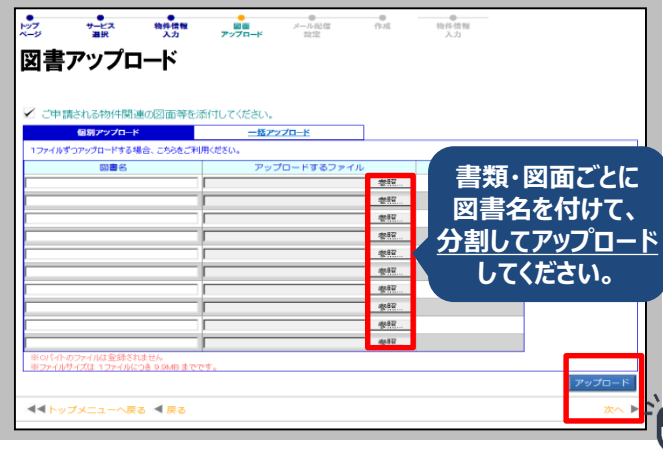 トップ
ページ
サービス
選択
物件情報
入力
図面
アップロード
メール配信
設定
作成
物件情報
入力
図書アップロード
ご申請される物件関連の図面等を添付してください。
個別アップロード
一括アップロード
1ファイルずつアップロードする場合、こちらをご利用ください。
図書名
アップロードするファイル
参照...
参照...
参照...
参照...
参照...
参照...
参照...
参照...
参照...
参照...
書類・図面ごとに
図書名を付けて、
分割してアップロード
してください。
※0バイトのファイルは登録されません
※ファイルサイズは 1ファイルにつき 9.9MB までです。
アップロード
◀◀トップメニューへ戻る ◀戻る
次へ ▶